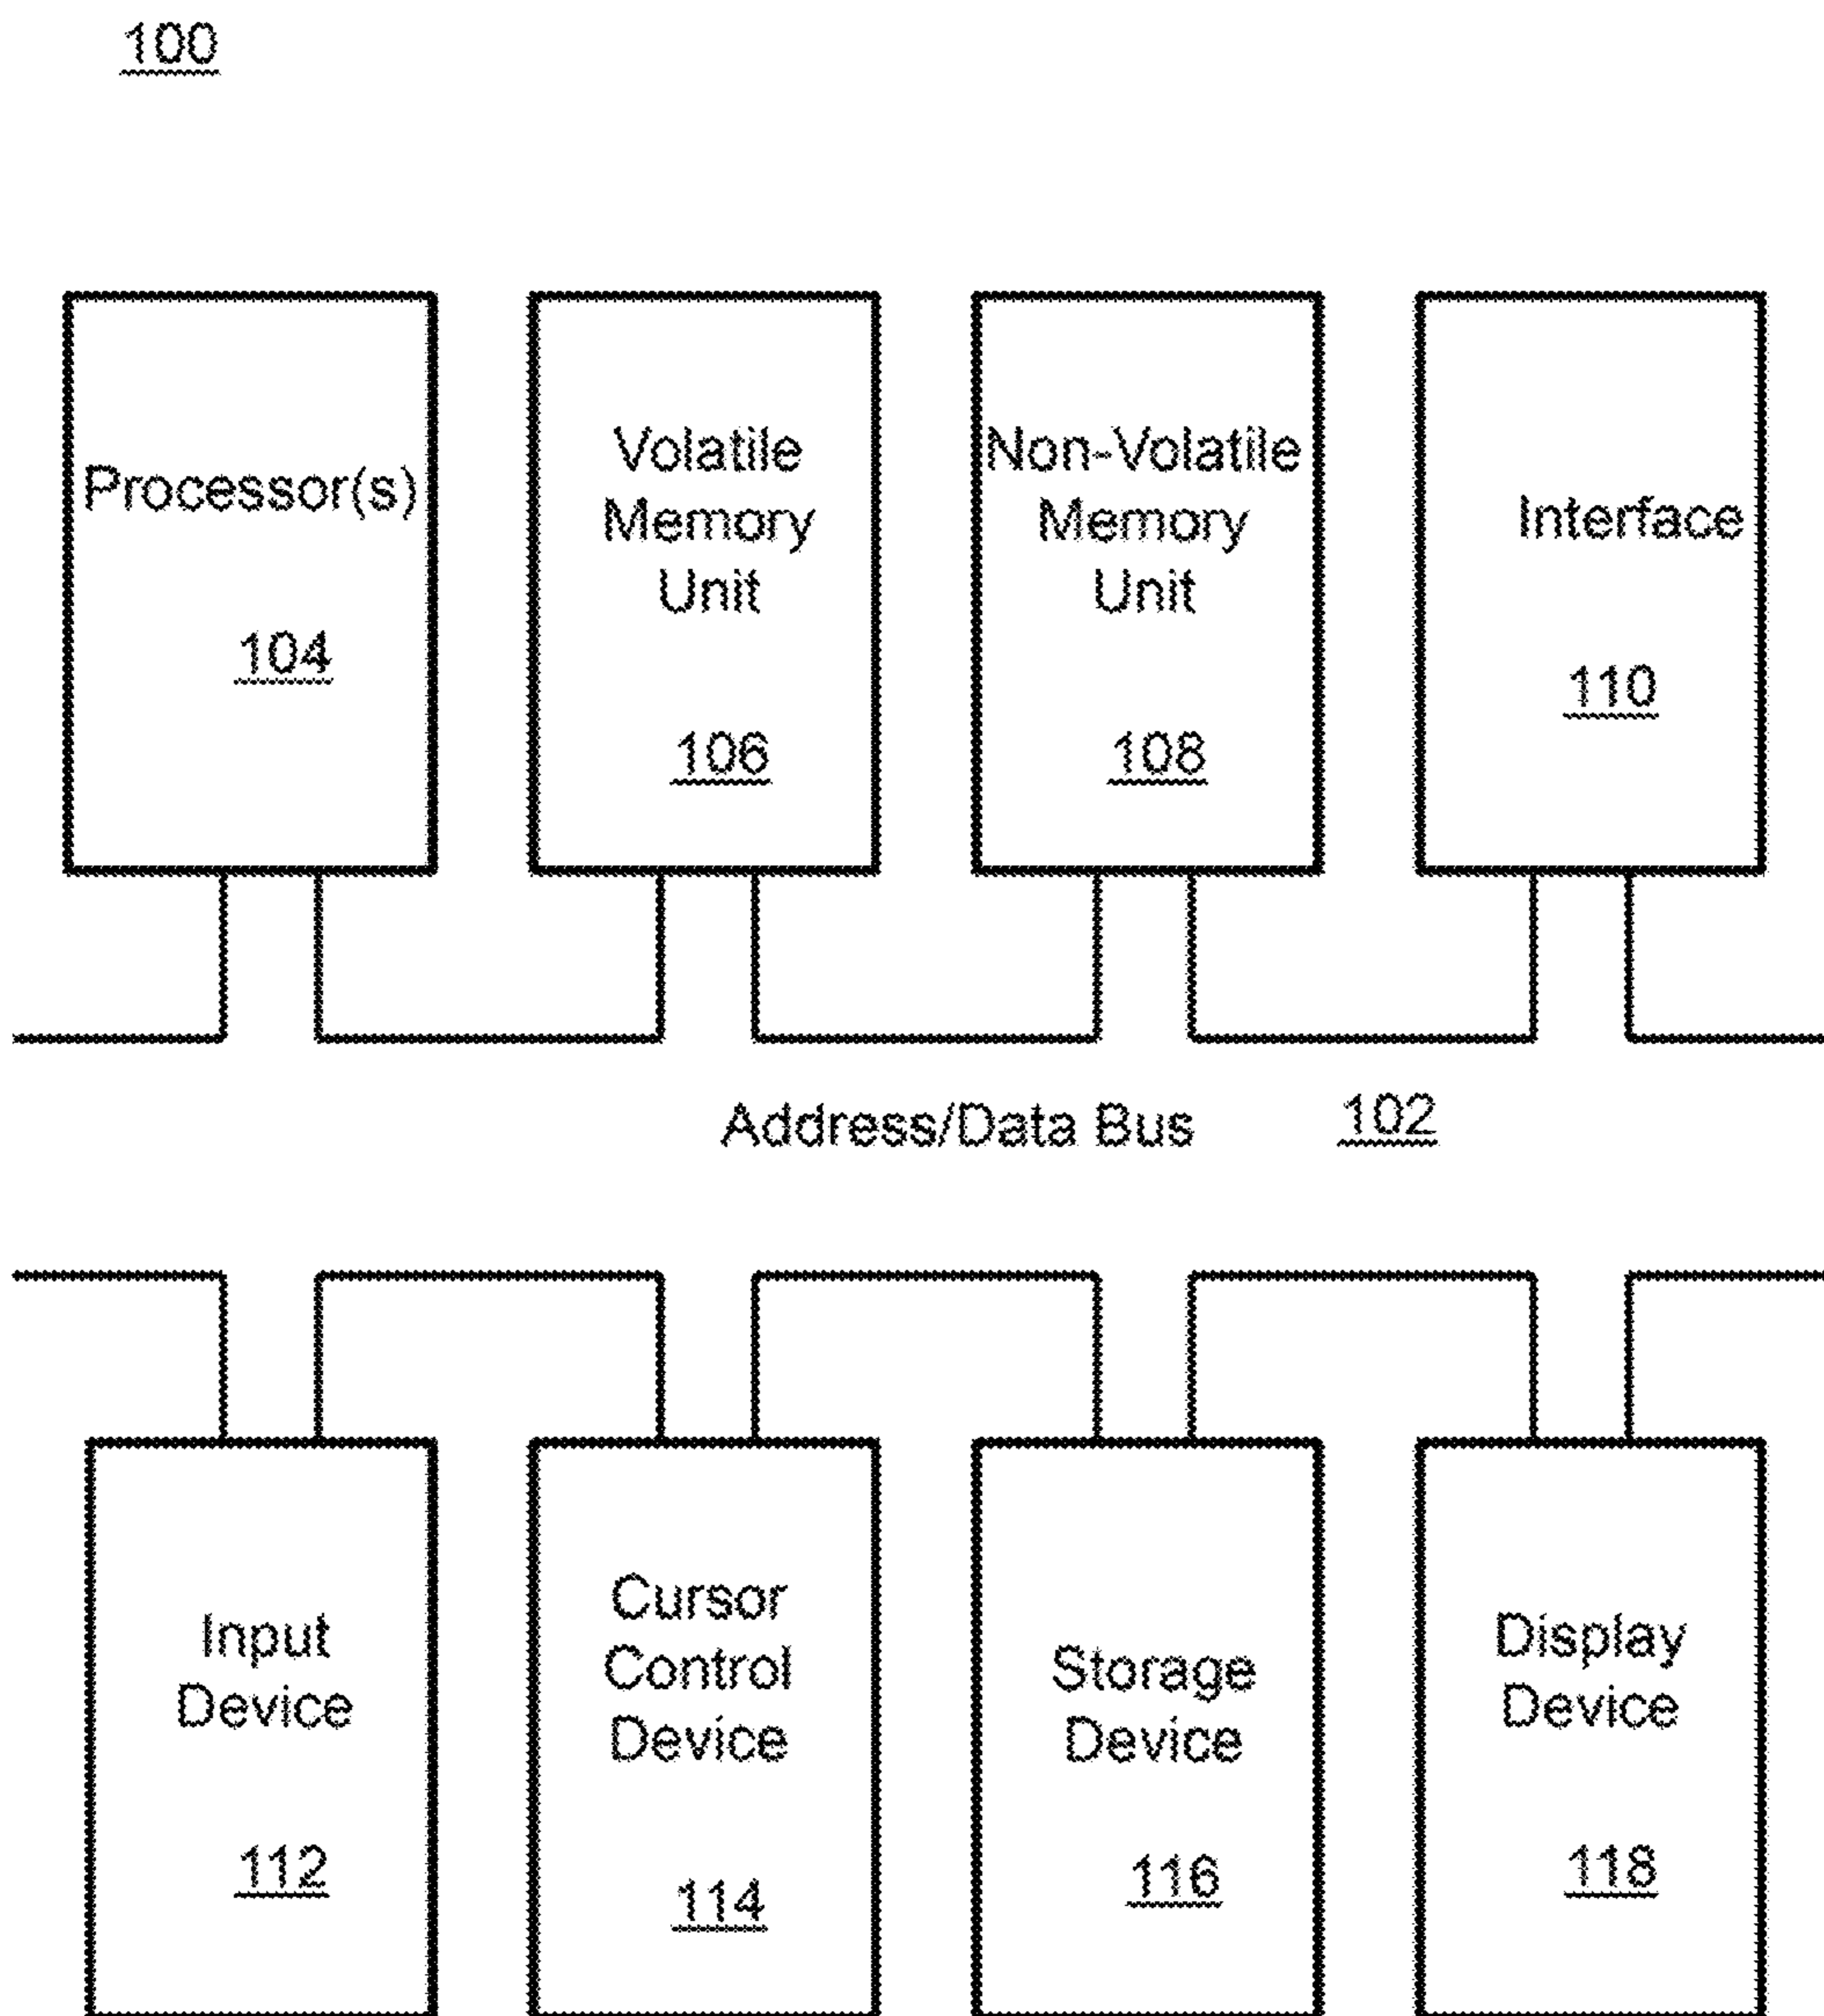 100
Processor(s)
104
Volatile
Memory
Unit
106
Non-Volatile
Memory
Unit
108
Interface
110
Address/Data Bus 102
Input
Device
112
Cursor
Control
Device
114
Storage
Device
116
Display
Device
118